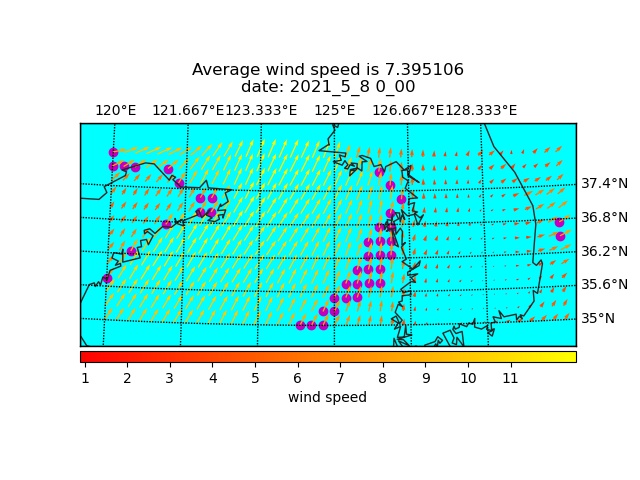 Average wind speed is 7.395106
date: 2021_5_8 0_00
120°E 121.667°E 123.333°E 125°E 126.667°E 128.333°E
37.4°N
36.8°N
36.2°N
35.6°N
35°N
1 2 3 4 5 6 7 8 9 10 11
wind speed